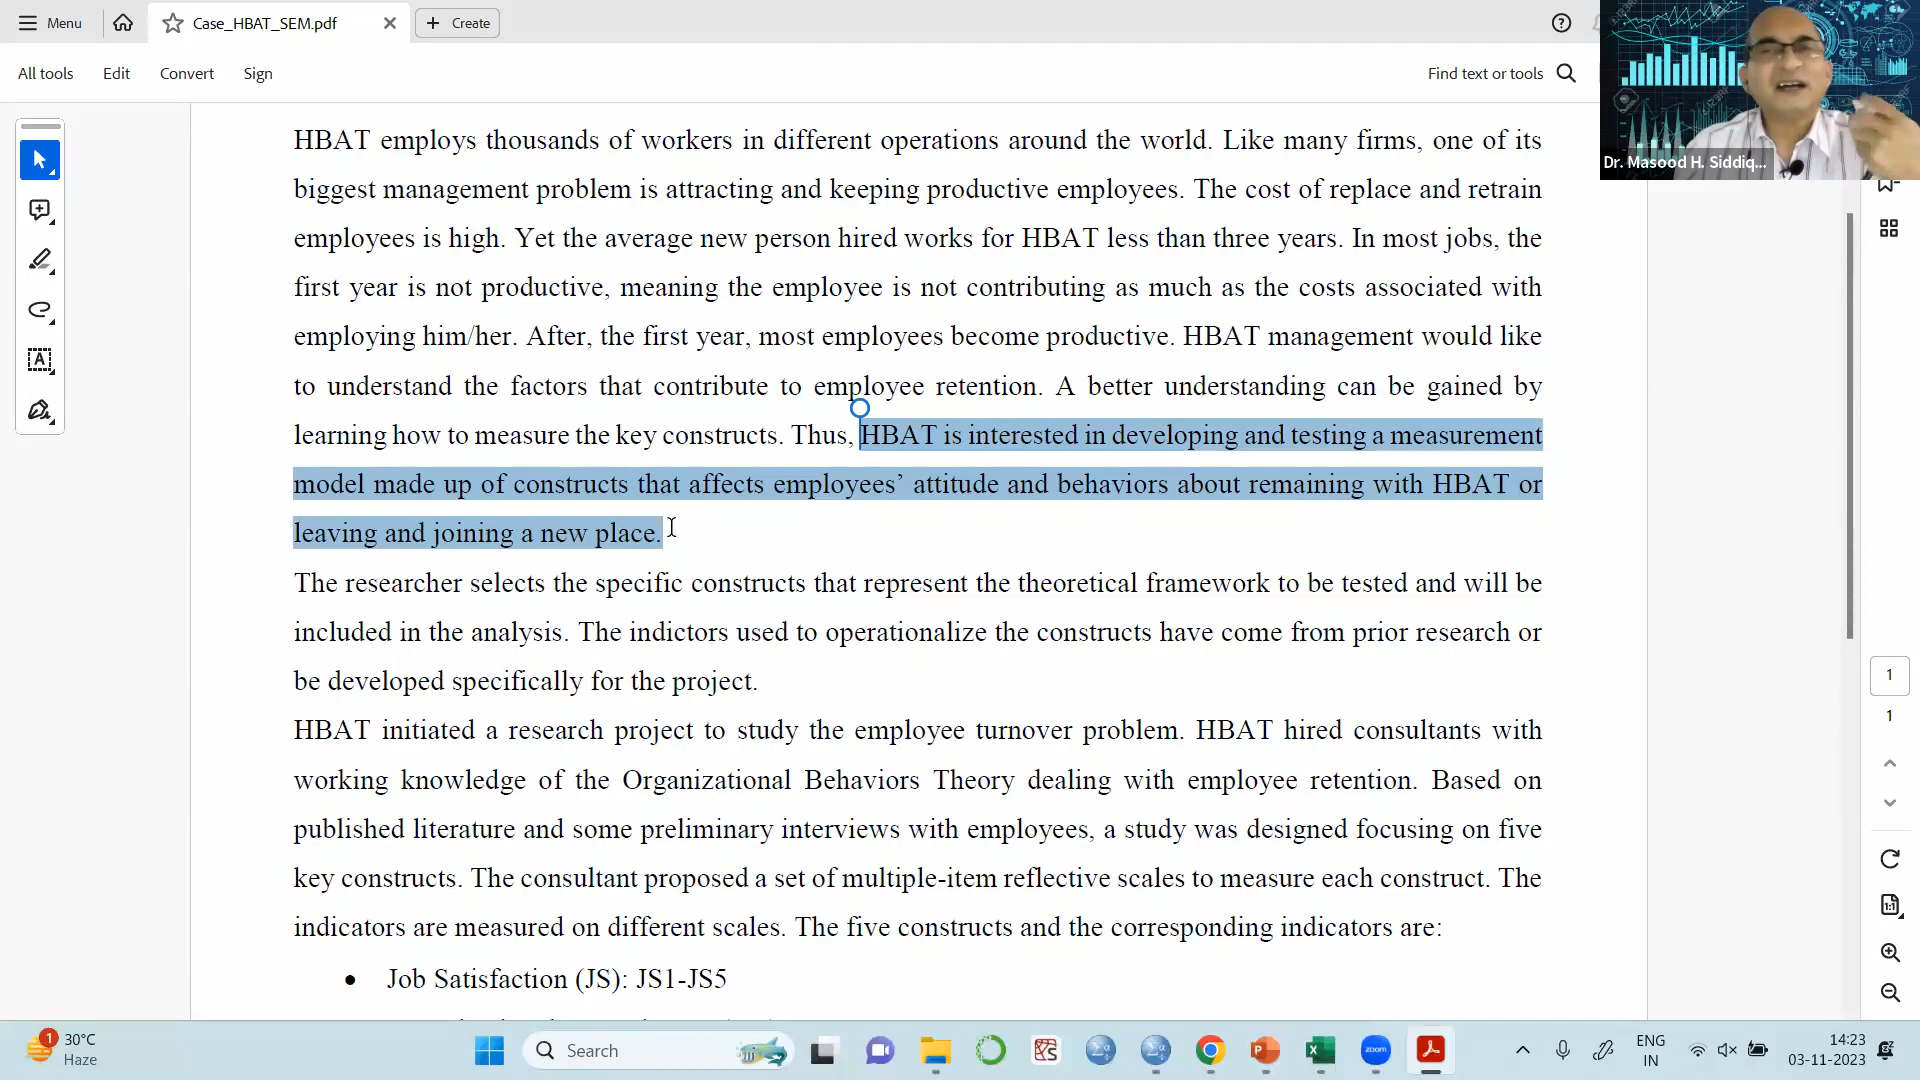 Menu
Case_HBAT_SEM.pdf
Create
All tools
Edit
Convert
Sign
Find text or tools
Dr. Masood H. Siddiq...
HBAT employs thousands of workers in different operations around the world. Like many firms, one of its
biggest management problem is attracting and keeping productive employees. The cost of replace and retrain
employees is high. Yet the average new person hired works for HBAT less than three years. In most jobs, the
first year is not productive, meaning the employee is not contributing as much as the costs associated with
employing him/her. After, the first year, most employees become productive. HBAT management would like
to understand the factors that contribute to employee retention. A better understanding can be gained by
learning how to measure the key constructs. Thus, HBAT is interested in developing and testing a measurement
model made up of constructs that affects employees’ attitude and behaviors about remaining with HBAT or
leaving and joining a new place.
The researcher selects the specific constructs that represent the theoretical framework to be tested and will be
included in the analysis. The indictors used to operationalize the constructs have come from prior research or
be developed specifically for the project.
HBAT initiated a research project to study the employee turnover problem. HBAT hired consultants with
working knowledge of the Organizational Behaviors Theory dealing with employee retention. Based on
published literature and some preliminary interviews with employees, a study was designed focusing on five
key constructs. The consultant proposed a set of multiple-item reflective scales to measure each construct. The
indicators are measured on different scales. The five constructs and the corresponding indicators are:
• Job Satisfaction (JS): JS1-JS5
1
1
1
30°C
Haze
Search
zoom
ENG
IN
14:23
03-11-2023